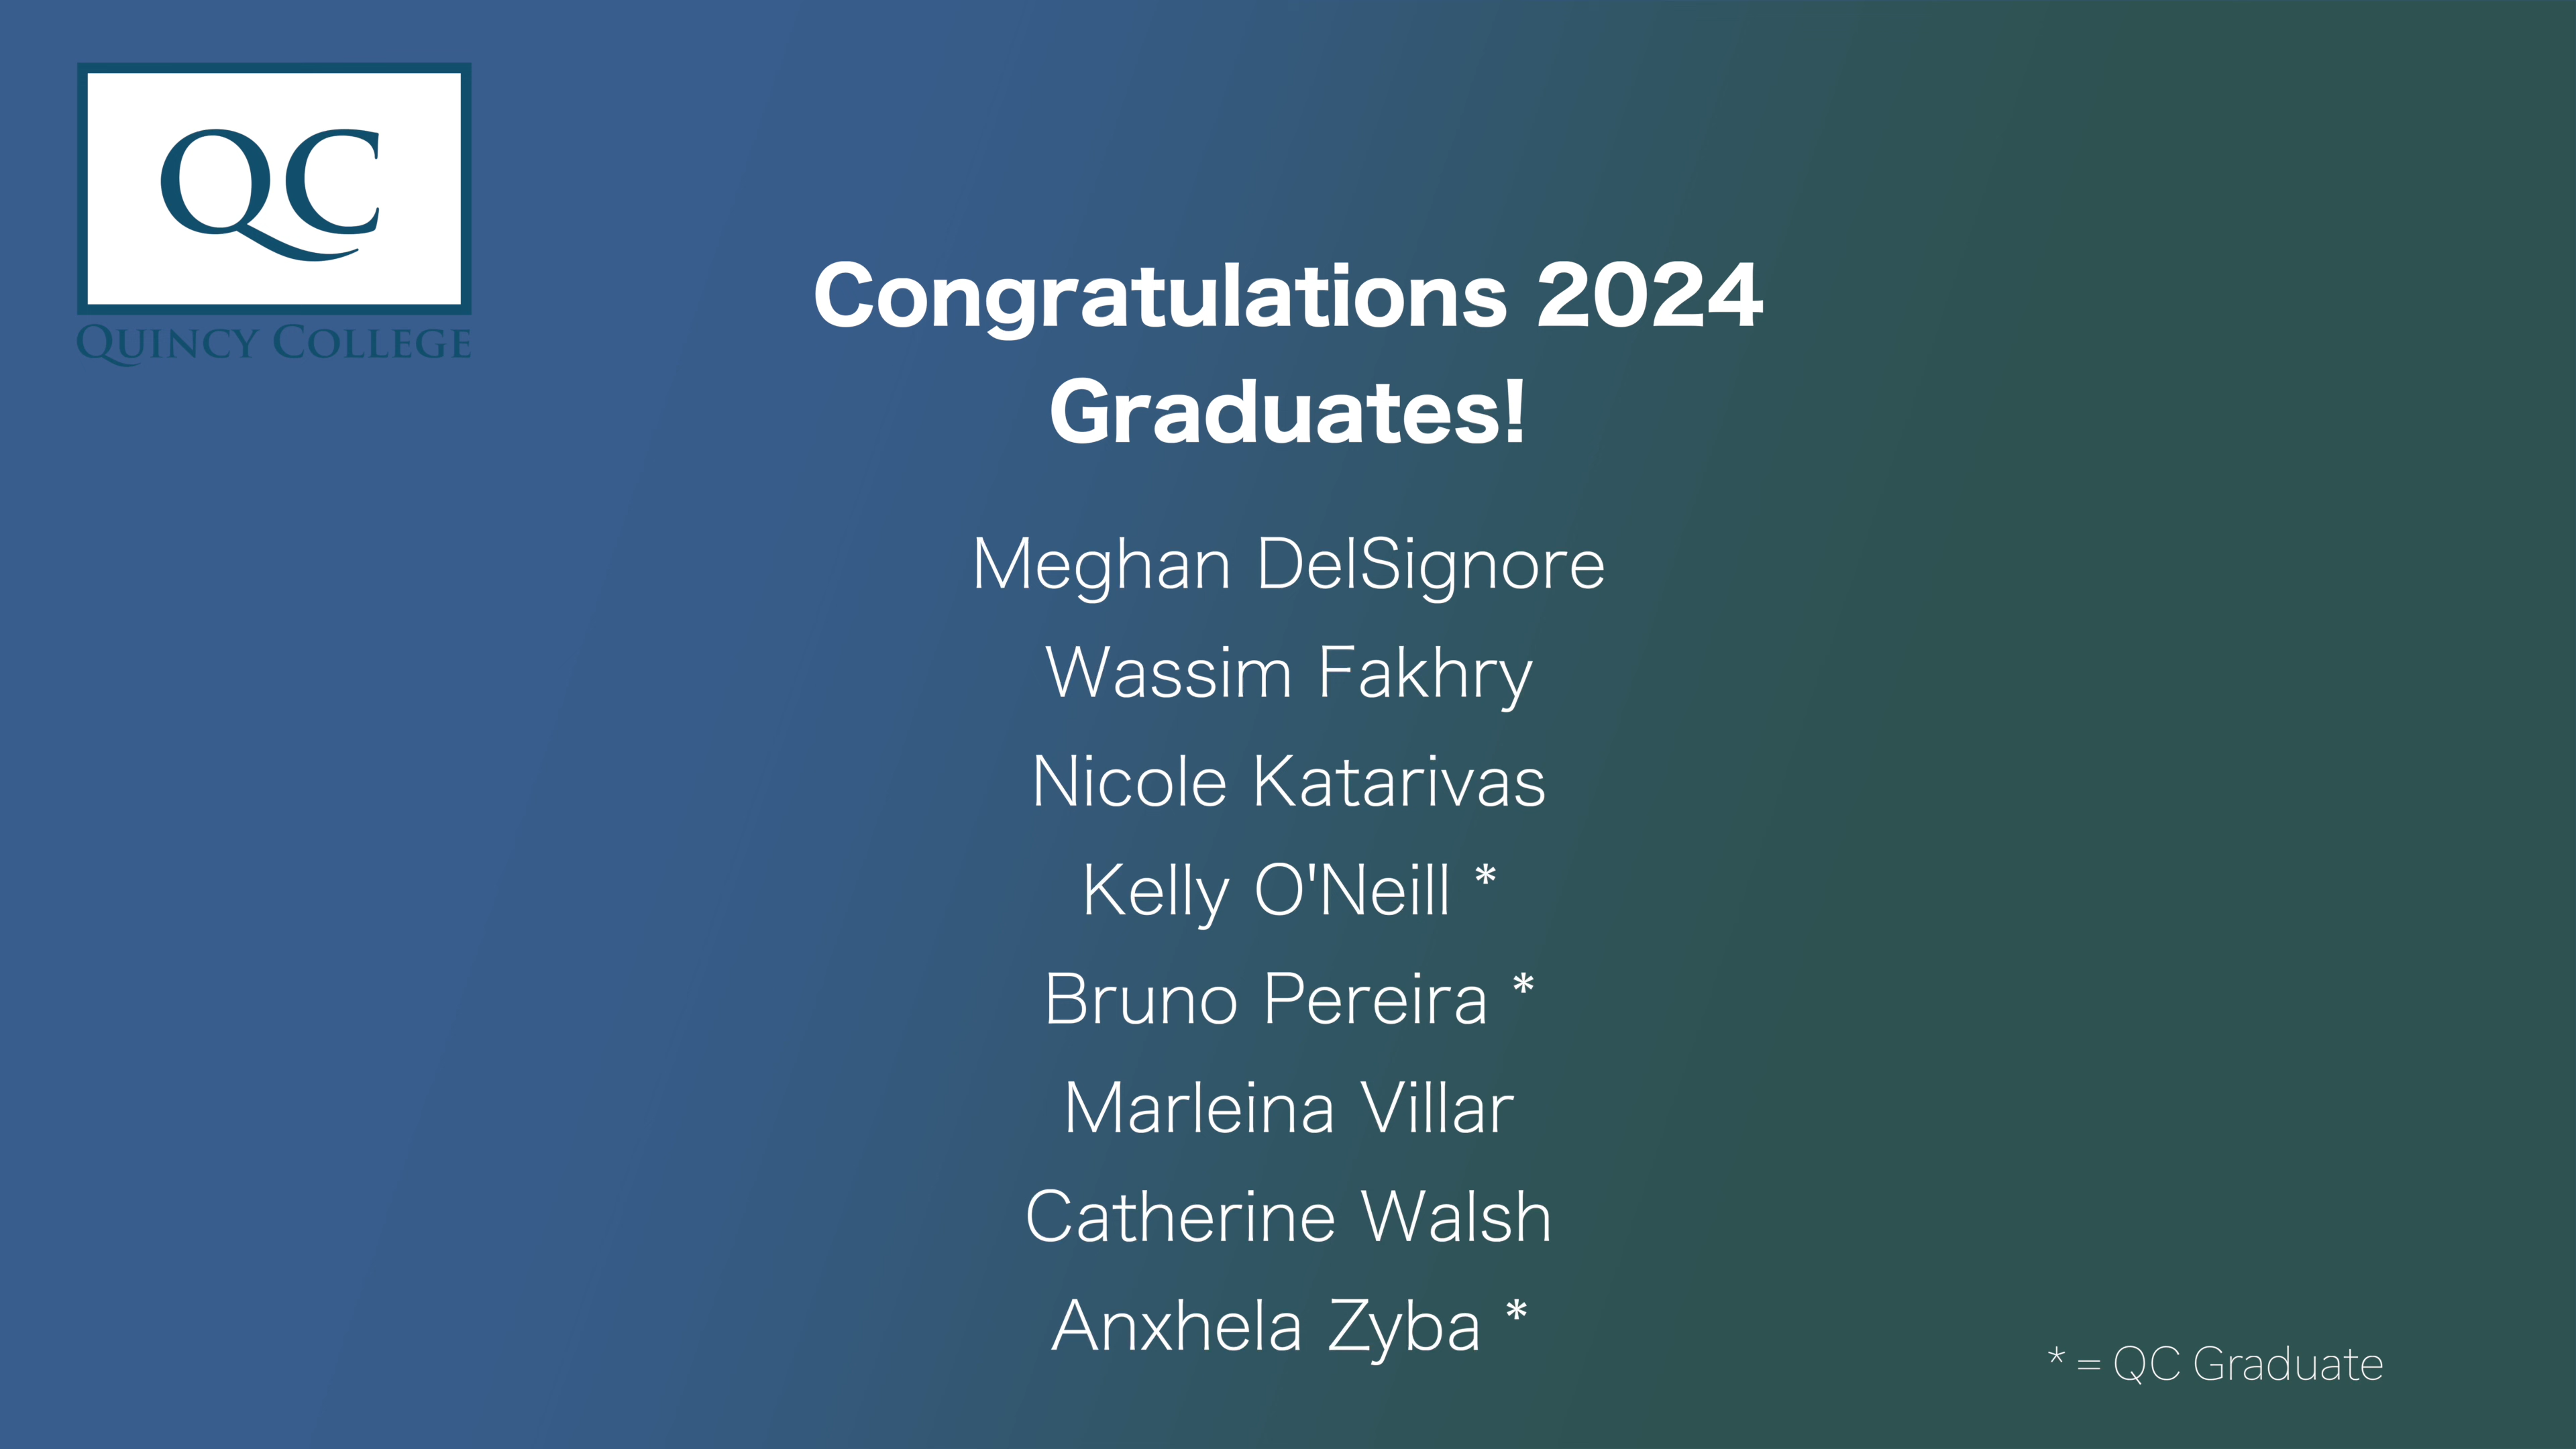 QC
QUINCY COLLEGE
Congratulations 2024
Graduates!
Meghan DelSignore
Wassim Fakhry
Nicole Katarivas
Kelly O'Neill *
Bruno Pereira *
Marleina Villar
Catherine Walsh
Anxhela Zyba *
* = QC Graduate